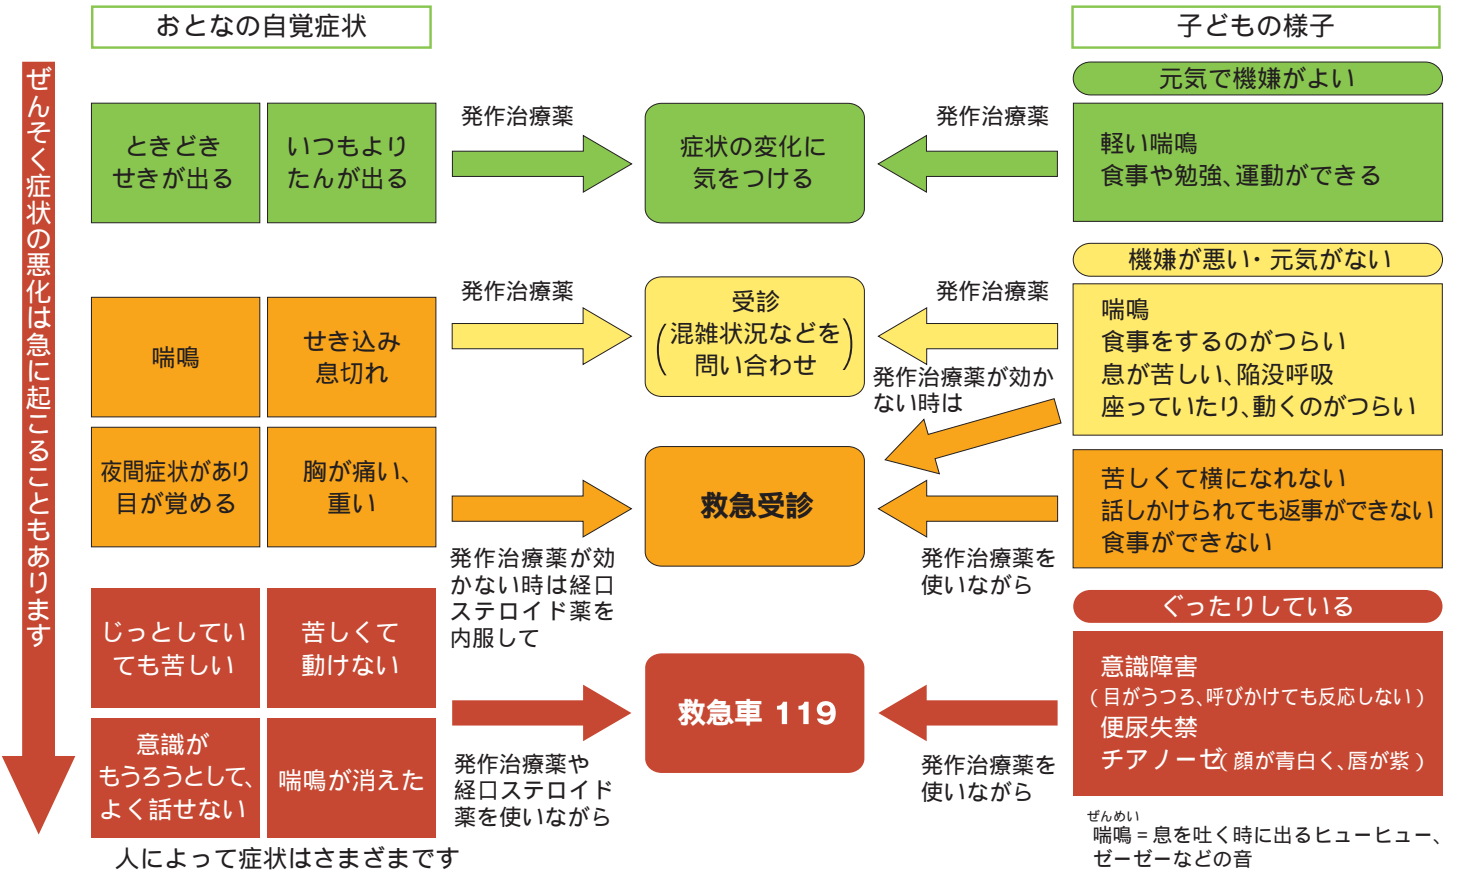 おとなの自覚症状
子どもの様子
ぜんそく症状の悪化は急に起こることもあります
ときどき
せきが出る
いつもより
たんが出る
発作治療薬
症状の変化に
気をつける
発作治療薬
元気で機嫌がよい
軽い喘鳴
食事や勉強、運動ができる
喘鳴
せき込み
息切れ
発作治療薬
受診
(混雑状況などを
問い合わせ)
発作治療薬
機嫌が悪い・元気がない
喘鳴
食事をするのがつらい
息が苦しい、陥没呼吸
座っていたり、動くのがつらい
発作治療薬が効か
ない時は
夜間症状があり
目が覚める
胸が痛い、
重い
発作治療薬が効
かない時は経口
ステロイド薬を
内服して
救急受診
発作治療薬を
使いながら
苦しくて横になれない
話しかけられても返事ができない
食事ができない
じっとしてい
ても苦しい
苦しくて
動けない
意識が
もうろうとして、
よく話せない
喘鳴が消えた
発作治療薬や
経口ステロイド
薬を使いながら
救急車 119
発作治療薬を
使いながら
ぐったりしている
意識障害
(目がうつろ、呼びかけても反応しない)
便尿失禁
チアノーゼ(顔が青白く、唇が紫)
人によって症状はさまざまです
ぜんめい
喘鳴=息を吐く時に出るヒューヒュー、
ゼーゼーなどの音